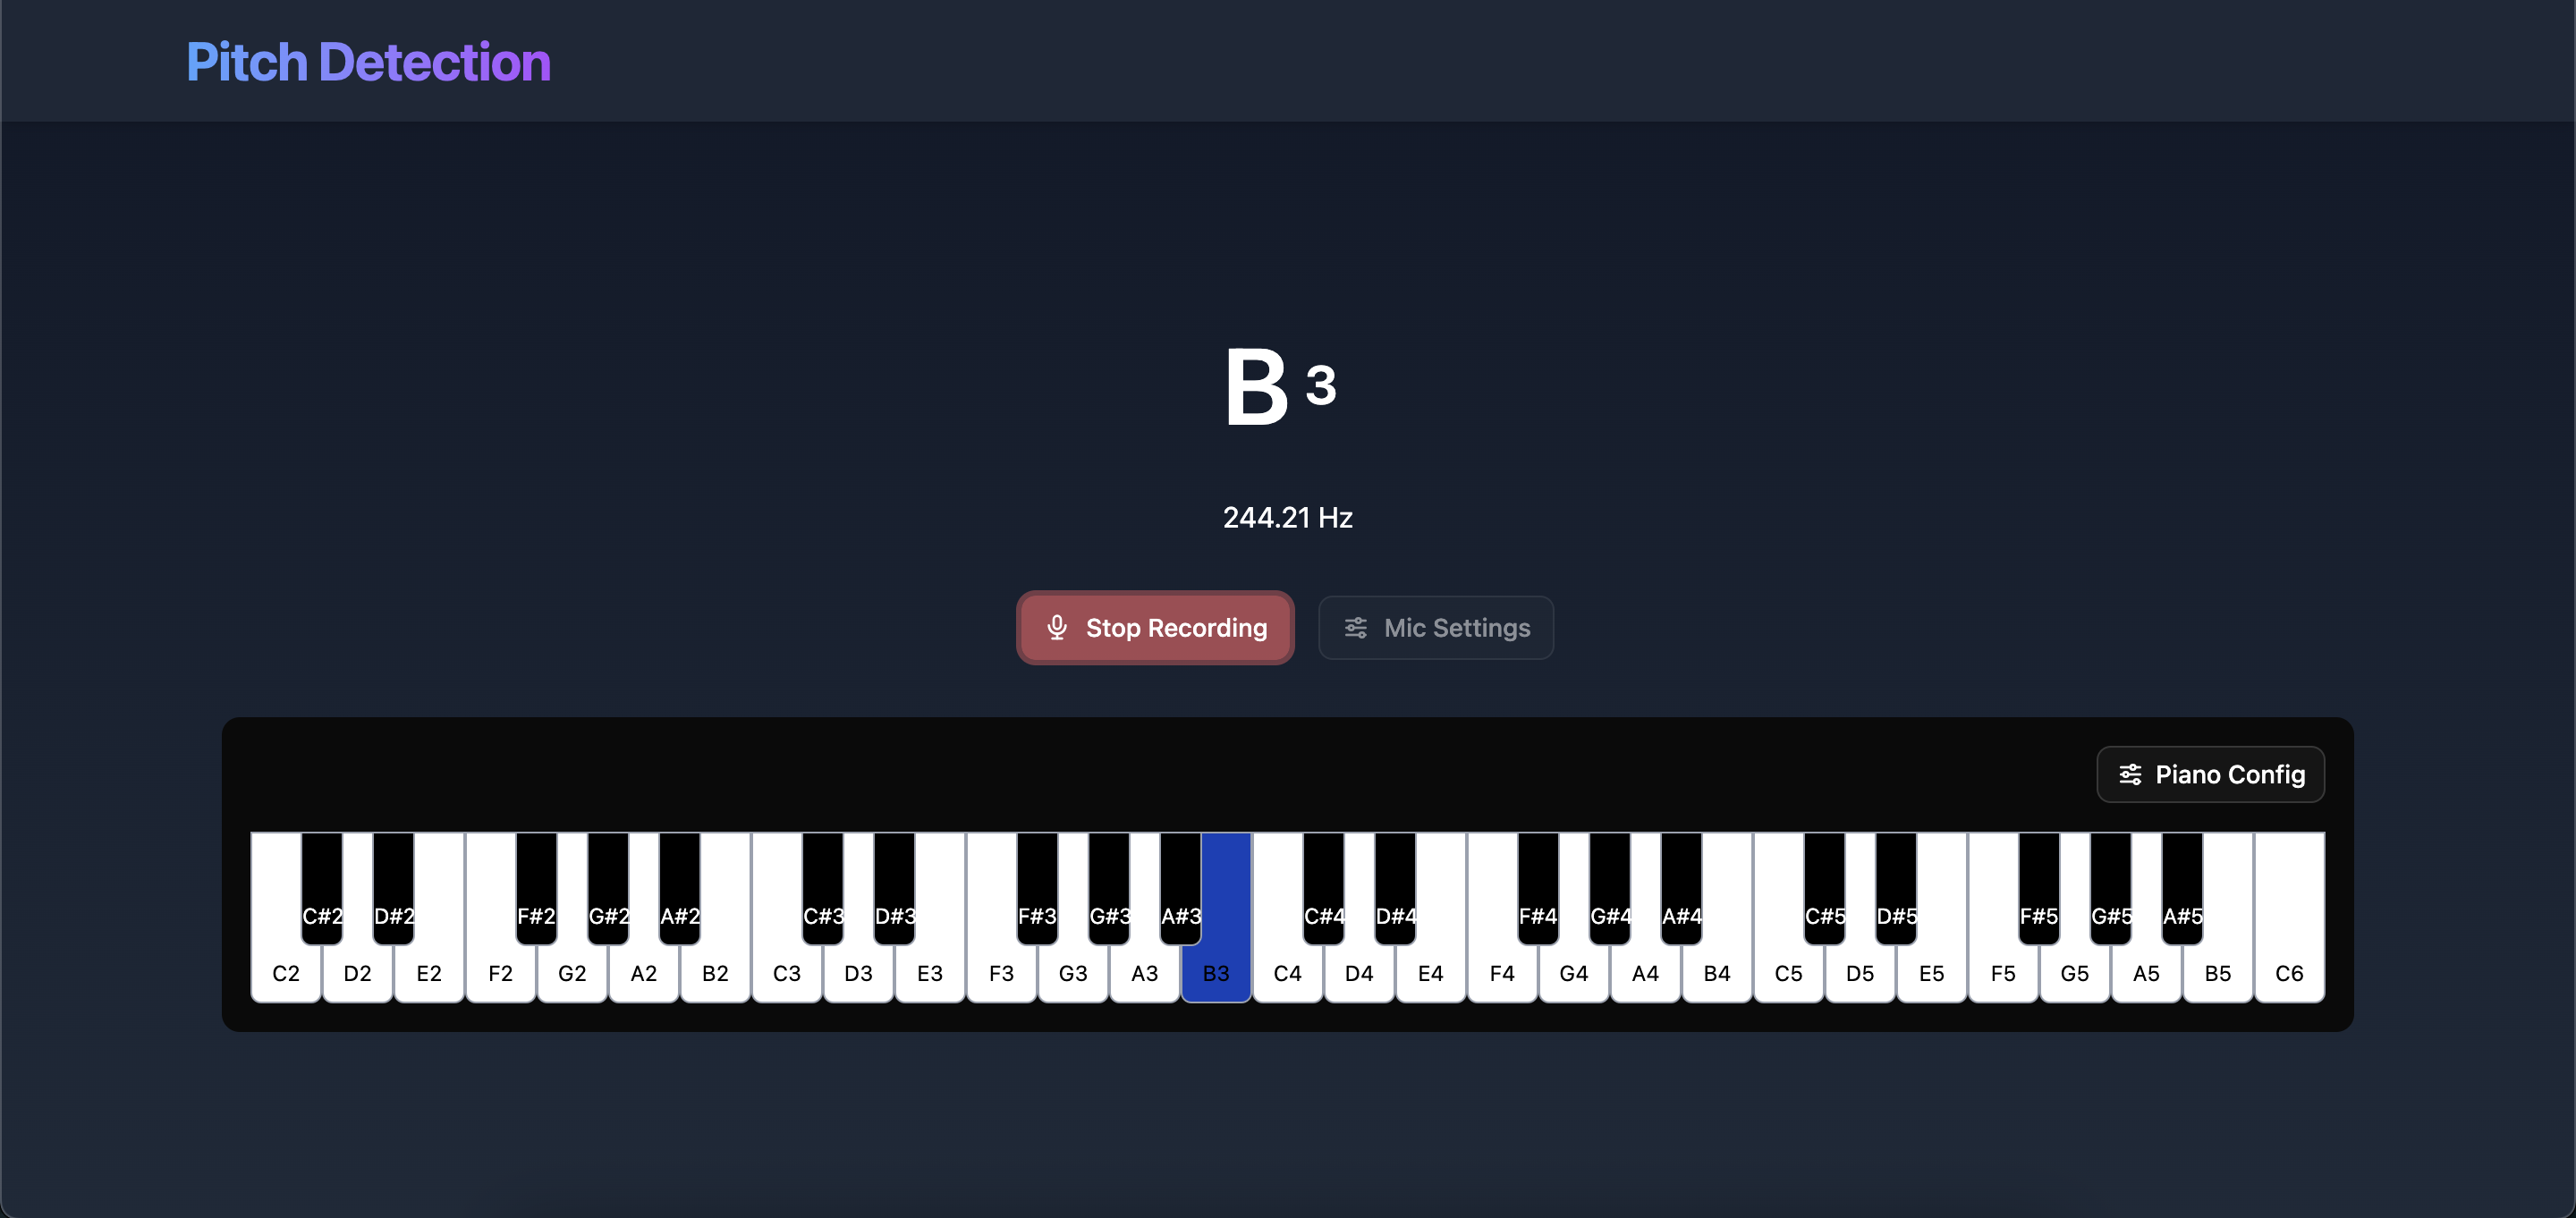 Pitch Detection
B 3
244.21 Hz
Stop Recording Mic Settings
Piano Config
C#2 D#2 F#2 G#2 A#2 C#3 D#3 F#3 G#3 A#3 C#4 D#4 F#4 G#4 A#4 C#5 D#5 F#5 G#5 A#5
C2 D2 E2 F2 G2 A2 B2 C3 D3 E3 F3 G3 A3 B3 C4 D4 E4 F4 G4 A4 B4 C5 D5 E5 F5 G5 A5 B5 C6